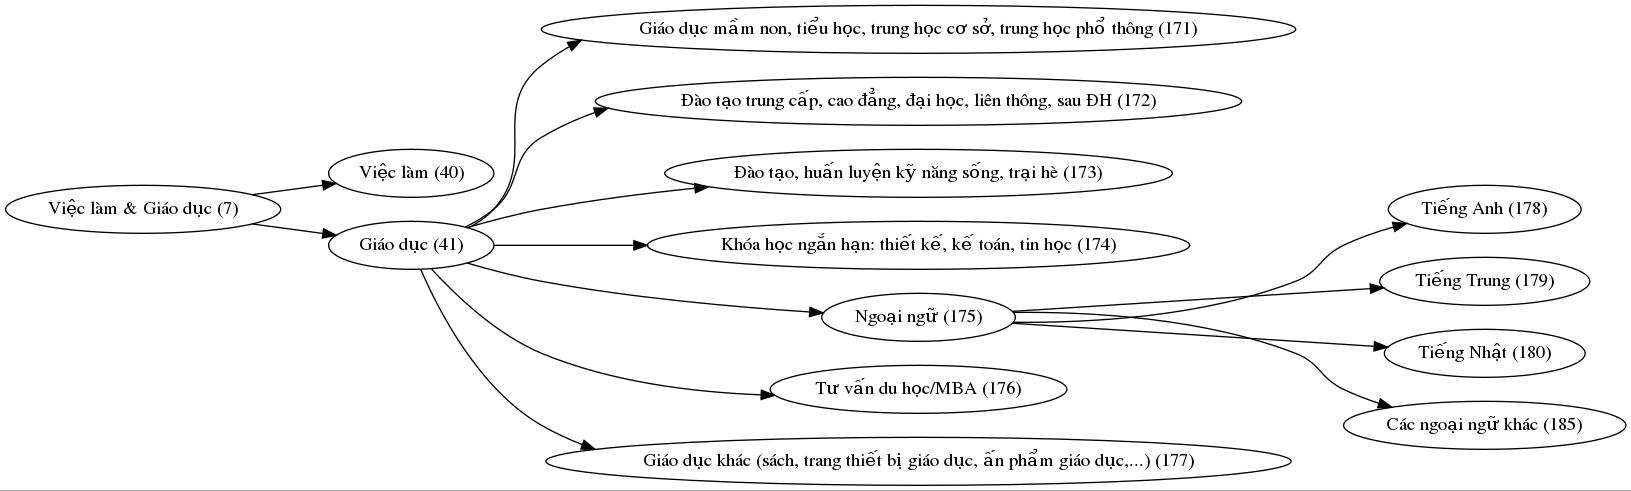 Việc làm & Giáo dục (7)
Việc làm (40)
Giáo dục (41)
Giáo dục mầm non, tiểu học, trung học cơ sở, trung học phổ thông (171)
Đào tạo trung cấp, cao đẳng, đại học, liên thông, sau ĐH (172)
Đào tạo, huấn luyện kỹ năng sống, trại hè (173)
Khóa học ngắn hạn: thiết kế, kế toán, tin học (174)
Ngoại ngữ (175)
Tư vấn du học/MBA (176)
Giáo dục khác (sách, trang thiết bị giáo dục, ấn phẩm giáo dục,...) (177)
Tiếng Anh (178)
Tiếng Trung (179)
Tiếng Nhật (180)
Các ngoại ngữ khác (185)